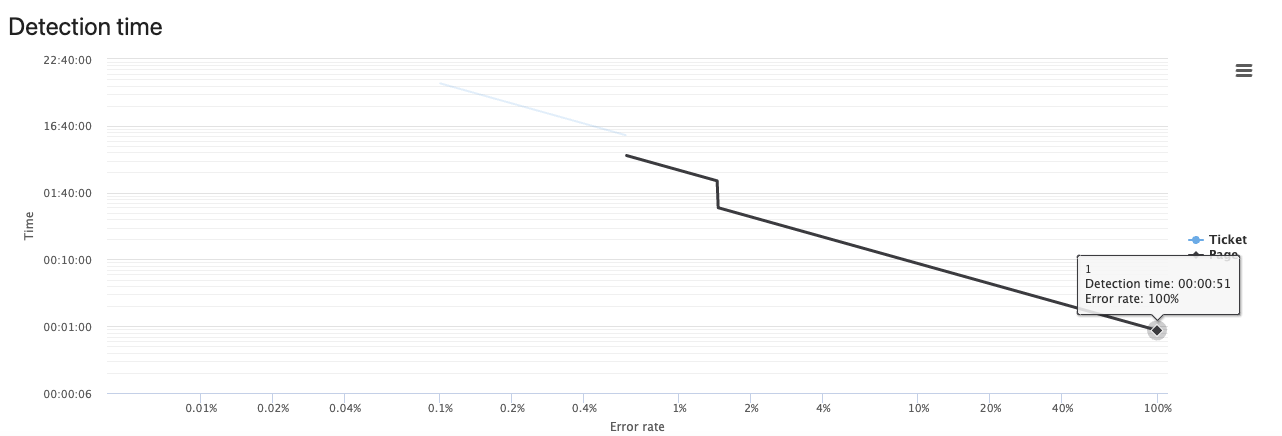 Detection time
22:40:00
16:40:00
01:40:00
00:10:00
00:01:00
00:00:06
Time
0.01% 0.02% 0.04% 0.1% 0.2% 0.4% 1% 2% 4% 10% 20% 40% 100%
Error rate
Ticket
Page
1
Detection time: 00:00:51
Error rate: 100%